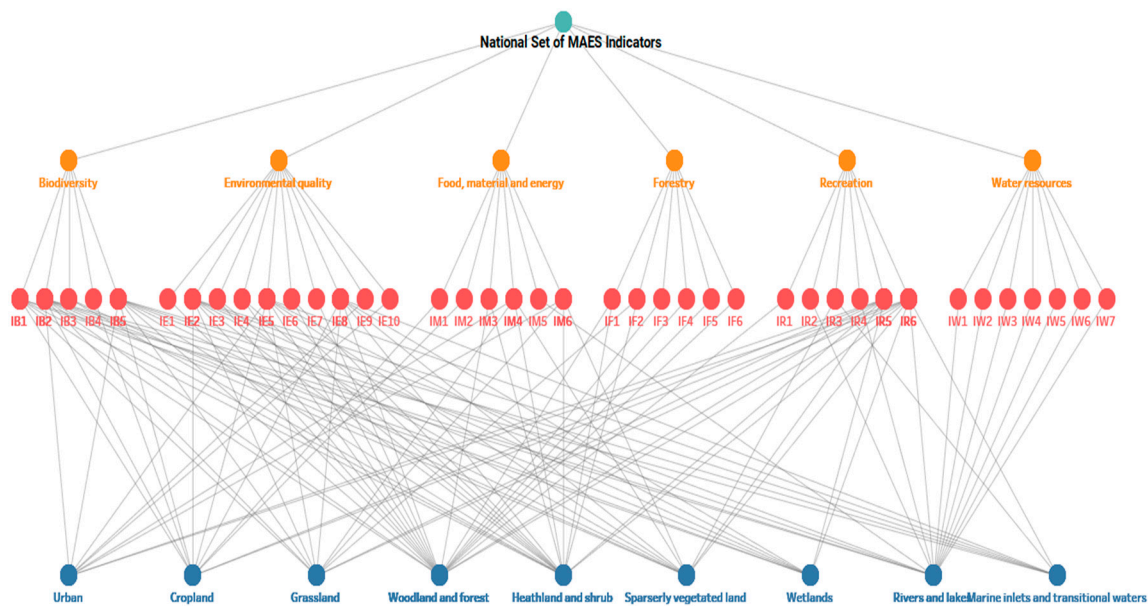 National Set of MAES Indicators
Biodiversity Environmental quality Food, material and energy Forestry Recreation Water resources
IB1 IB2 IB3 IB4 IB5 IE1 IE2 IE3 IE4 IE5 IE6 IE7 IE8 IE9 IE10 IM1 IM2 IM3 IM4 IM5 IM6 IF1 IF2 IF3 IF4 IF5 IF6 IR1 IR2 IR3 IR4 IR5 IR6 IW1 IW2 IW3 IW4 IW5 IW6 IW7
Urban Cropland Grassland Woodland and forest Heathland and shrub Sparserly vegetated land Wetlands Rivers and lakes Marine inlets and transitional waters